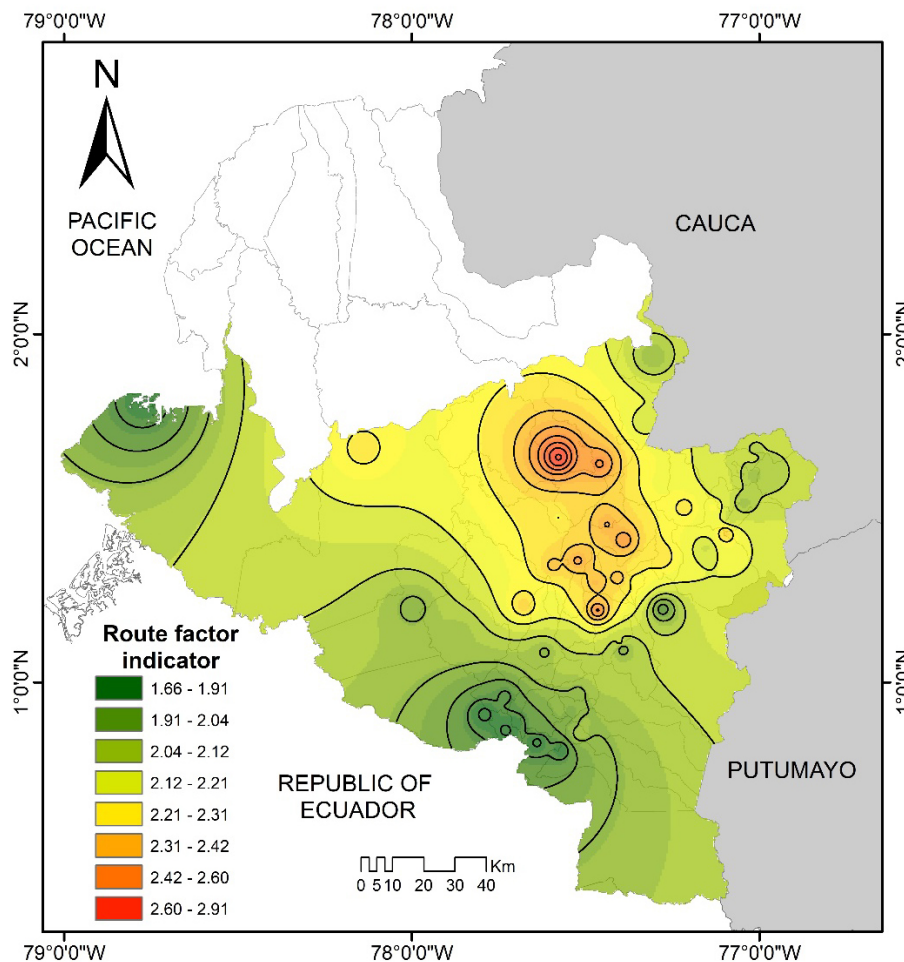 79°0'0"W
78°0'0"W
77°0'0"W
N
PACIFIC
OCEAN
CAUCA
2°0'0"N
2°0'0"N
1°0'0"N
1°0'0"N
Route factor
indicator
1.66 - 1.91
1.91 - 2.04
2.04 - 2.12
2.12 - 2.21
2.21 - 2.31
2.31 - 2.42
2.42 - 2.60
2.60 - 2.91
REPUBLIC OF
ECUADOR
PUTUMAYO
Km
0 5 10 20 30 40
79°0'0"W
78°0'0"W
77°0'0"W